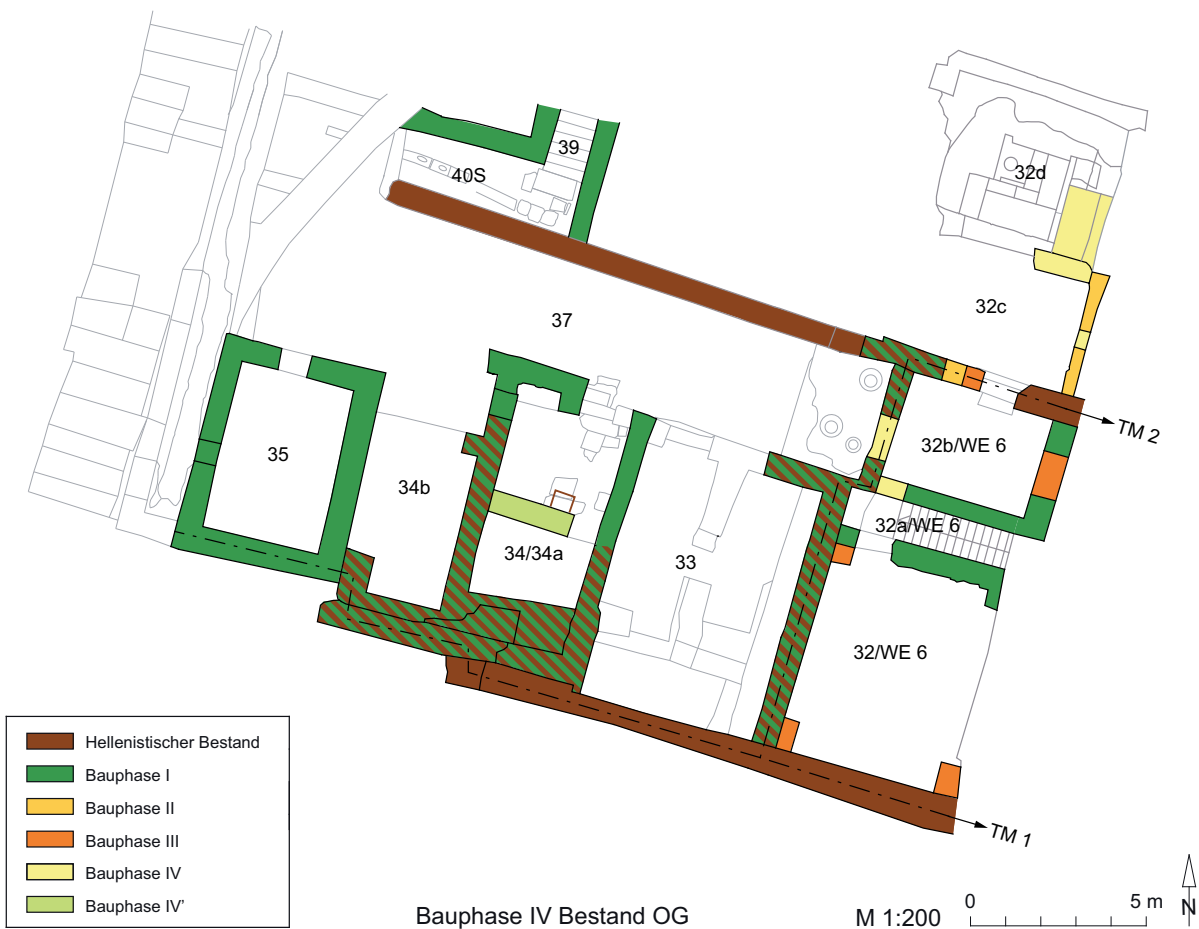 39
40S
32d
37
32c
TM 2
32b/WE 6
35
34b
32a/WE 6
34/34a
33
32/WE 6
TM 1
Hellenistischer Bestand
Bauphase I
Bauphase II
Bauphase III
Bauphase IV
Bauphase IV'
Bauphase IV Bestand OG
M 1:200
0
5 m
N